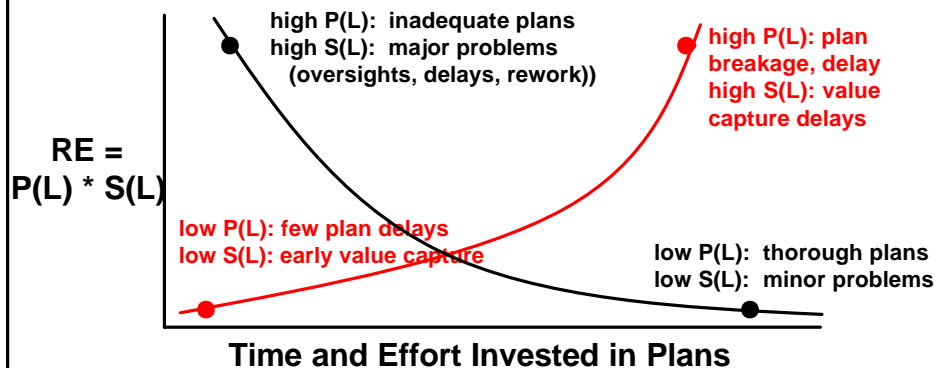 high P(L): inadequate plans
high S(L): major problems
(oversights, delays, rework))
high P(L): plan
breakage, delay
high S(L): value
capture delays
RE =
P(L) * S(L)
low P(L): few plan delays
low S(L): early value capture
low P(L): thorough plans
low S(L): minor problems
Time and Effort Invested in Plans